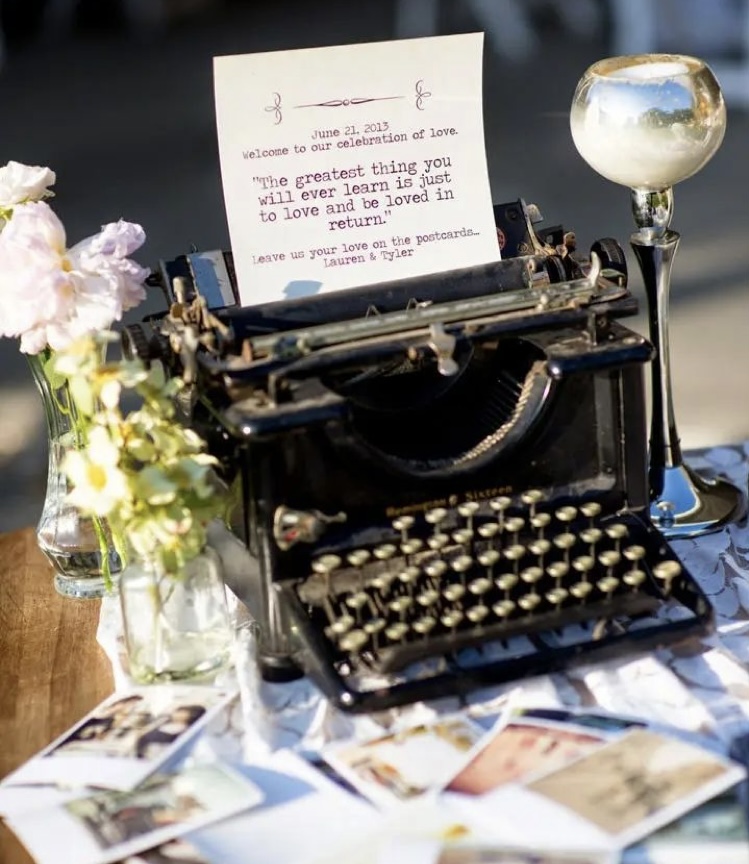 June 21, 2013
Welcome to our celebration of love.
"The greatest thing you
will ever learn is just
to love and be loved in
return."
Leave us your love on the postcards...
Lauren & Tyler
Remington Sixteen